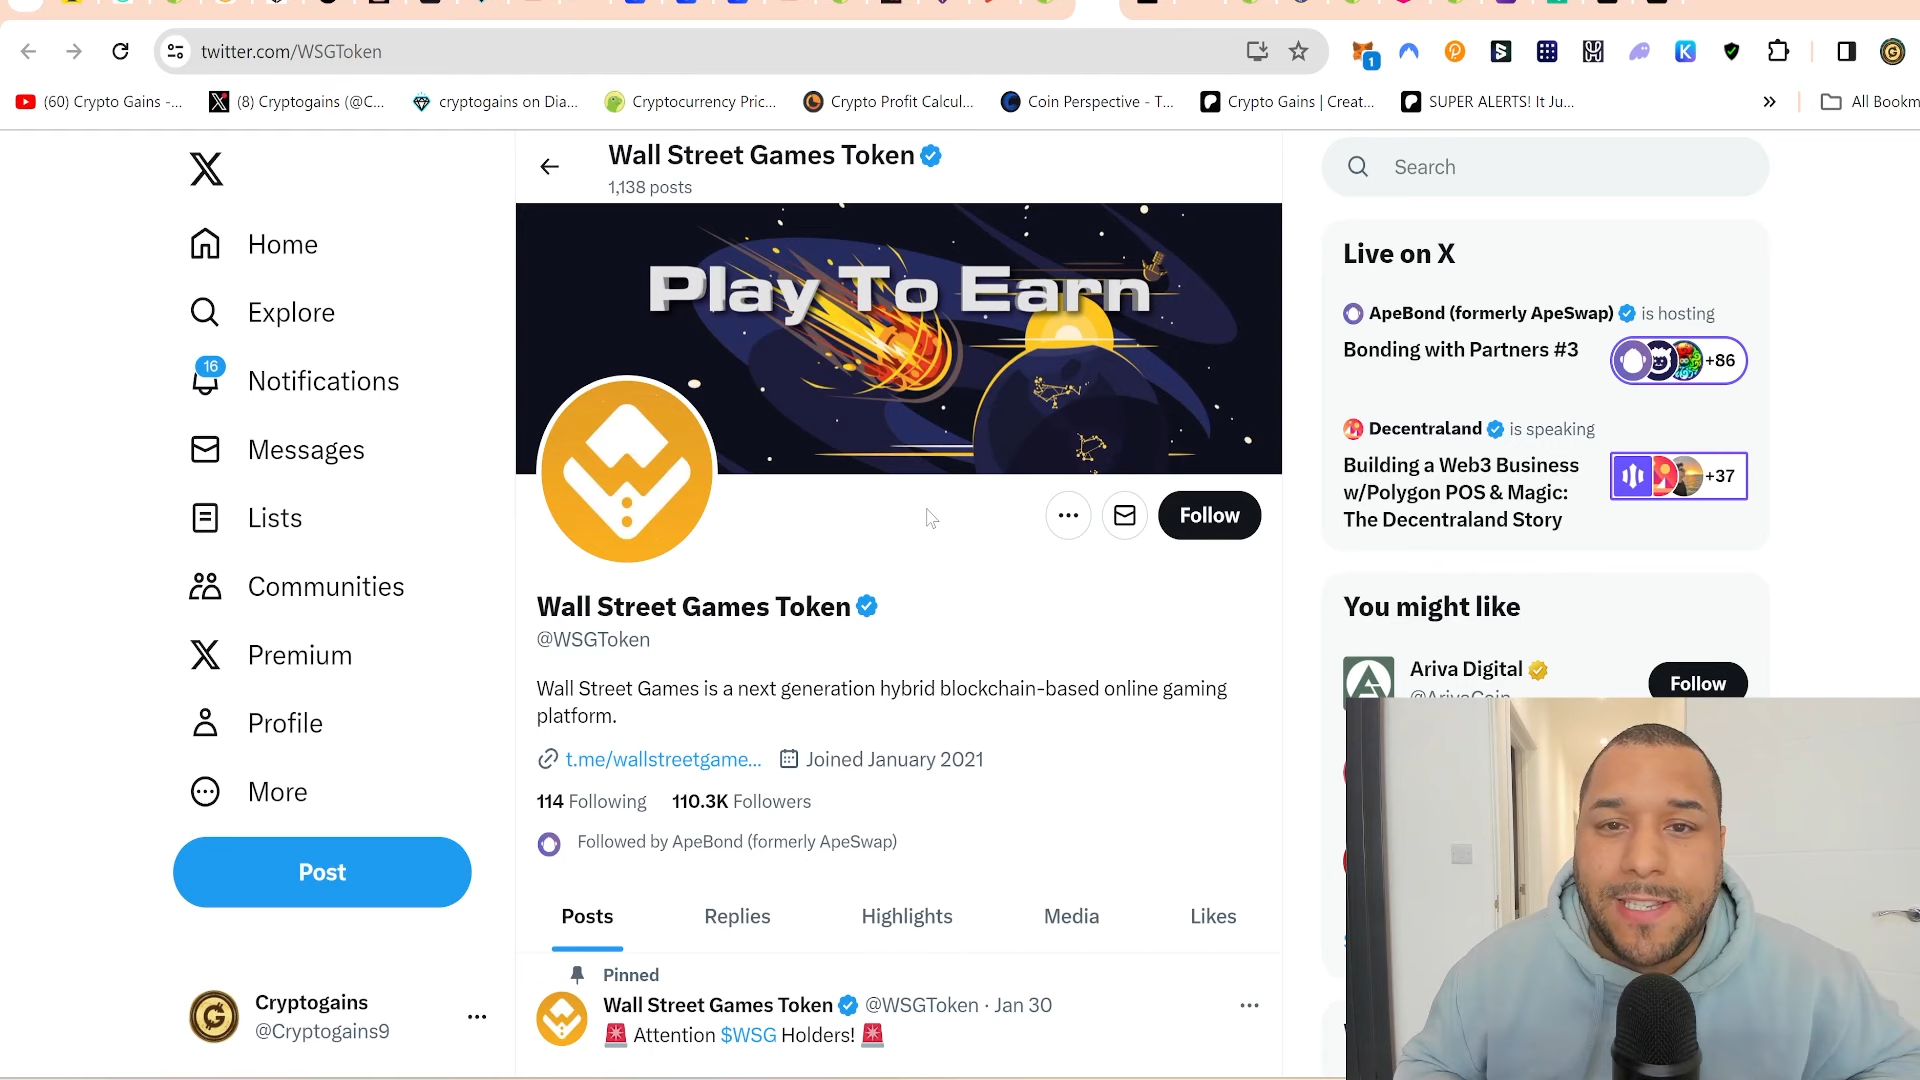 twitter.com/WSGToken
1
(60) Crypto Gains -...
(8) Cryptogains (@C...
cryptogains on Dia...
Cryptocurrency Pric...
Crypto Profit Calcul...
Coin Perspective - T...
Crypto Gains | Creat...
SUPER ALERTS! It Ju...
All Bookm
Home
Explore
16
Notifications
Messages
Lists
Communities
Premium
Profile
More
Post
Cryptogains
@Cryptogains9
Wall Street Games Token
1,138 posts
Play To Earn
Follow
Wall Street Games Token
@WSGToken
Wall Street Games is a next generation hybrid blockchain-based online gaming
platform.
t.me/wallstreetgame... Joined January 2021
114 Following 110.3K Followers
Followed by ApeBond (formerly ApeSwap)
Posts Replies Highlights Media Likes
Pinned
Wall Street Games Token @WSGToken · Jan 30
🚨 Attention $WSG Holders! 🚨
Search
Live on X
ApeBond (formerly ApeSwap) is hosting
Bonding with Partners #3
+86
Decentraland is speaking
Building a Web3 Business
w/Polygon POS & Magic:
The Decentraland Story
+37
You might like
Ariva Digital
@ArivaCoin
Follow